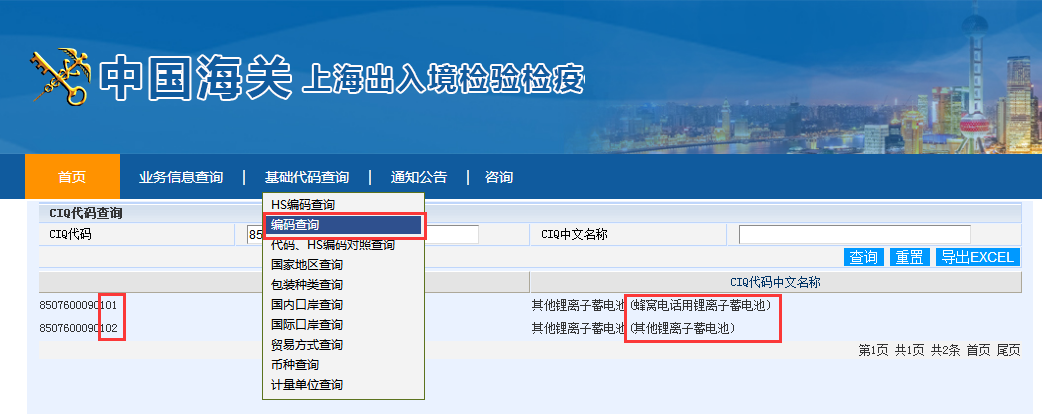 中国海关 上海出入境检验检疫
首页 业务信息查询 | 基础代码查询 | 通知公告 | 咨询
HS编码查询
编码查询
代码、HS编码对照查询
国家地区查询
包装种类查询
国内口岸查询
国际口岸查询
贸易方式查询
币种查询
计量单位查询
CIQ代码查询
CIQ代码 85 CIQ中文名称
查询 重置 导出EXCEL
CIQ代码中文名称
8507600090101 其他锂离子蓄电池(蜂窝电话用锂离子蓄电池)
8507600090102 其他锂离子蓄电池(其他锂离子蓄电池)
第1页 共1页 共2条 首页 尾页